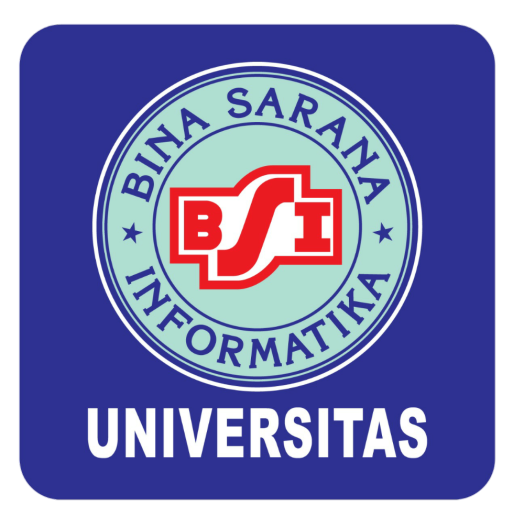 BINA SARANA
BSI
INFORMATIKA
UNIVERSITAS